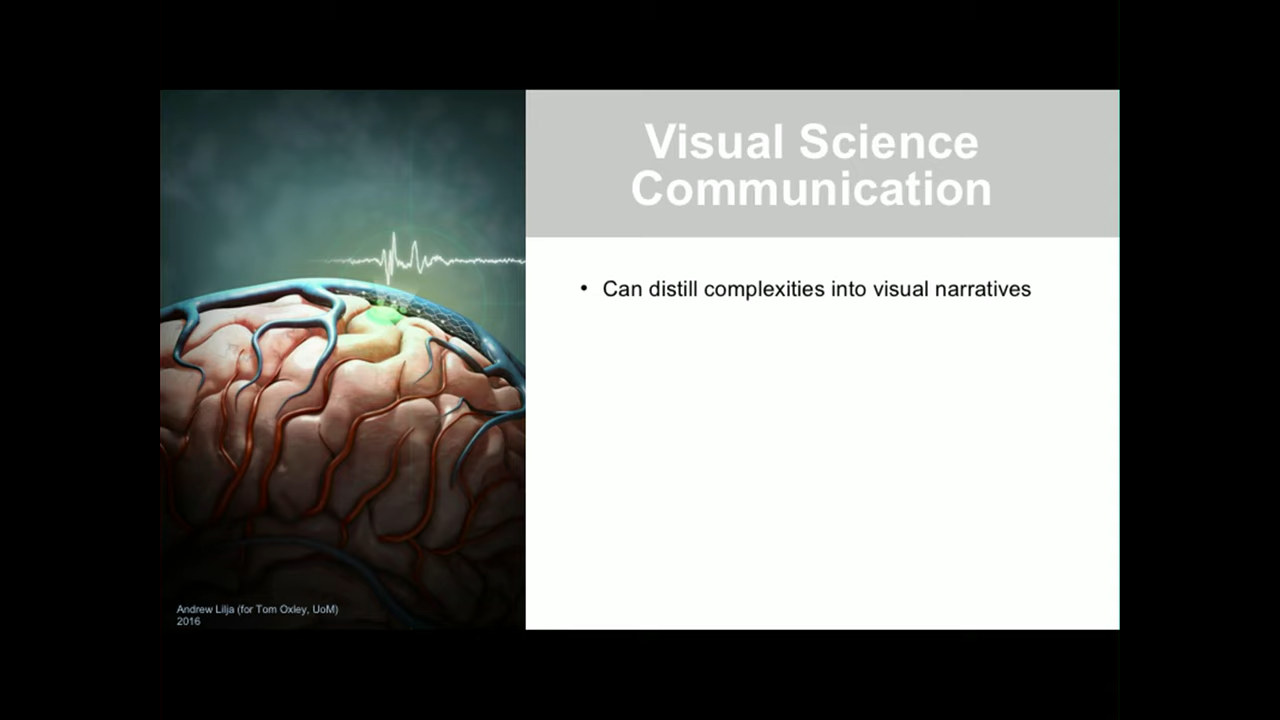 Visual Science
Communication
• Can distill complexities into visual narratives
Andrew Lilja (for Tom Oxley, UoM)
2016